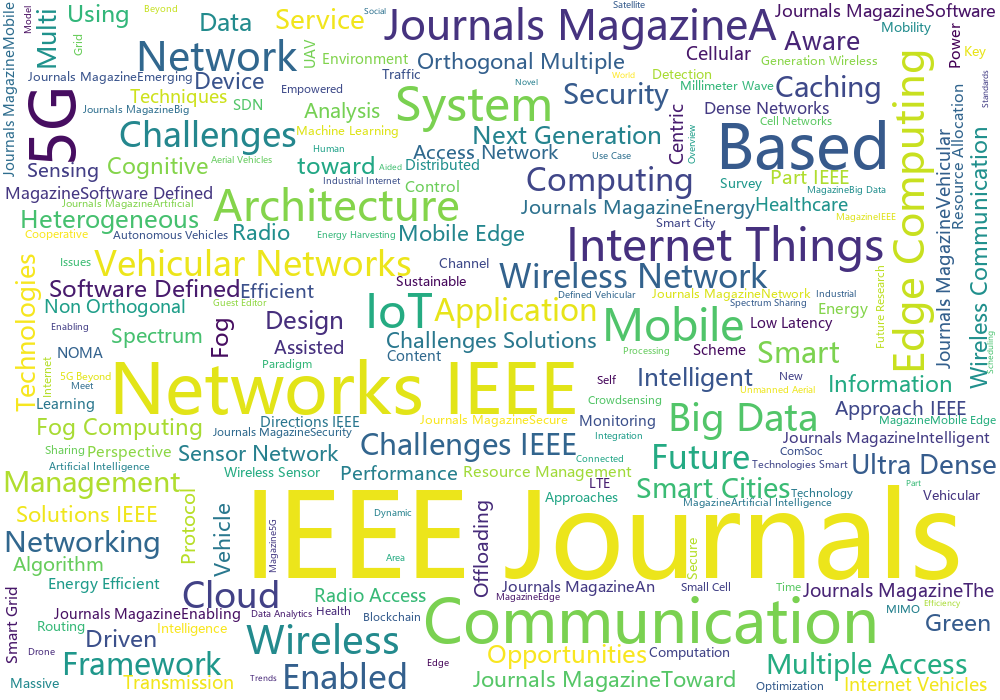 Journals MagazineMobile
Model
Multi
Using
Grid
Beyond
Data
Service
Social
Journals MagazineA
Satellite
Journals MagazineSoftware
Mobility
Power
Key
Network
UAV
Environment
Orthogonal Multiple
Cellular
Aware
Generation Wireless
Journals MagazineEmerging
Device
Traffic
Detection
World
Edge Computing
Standards
5G
Techniques
Empowered
System
Novel
Security
Millimeter Wave
Caching
Journals MagazineBig
SDN
Analysis
Dense Networks
Resource Allocation
Challenges
Machine Learning
Next Generation
Centric
Overview
Cell Networks
Based
Sensing
Cognitive
Aerial Vehicles
Human
toward
Aided
Access Network
Distributed
Use Case
Industrial Internet
Control
Computing
Survey
Part IEEE
MagazineBig Data
MagazineSoftware Defined
Journals MagazineArtificial
Architecture
Journals MagazineEnergy
Healthcare
Journals MagazineVehicular
Wireless Communication
Heterogeneous
Radio
Smart City
MagazineIEEE
Cooperative
Autonomous Vehicles
Energy Harvesting
Mobile Edge
Internet Things
Technologies
Issues
Vehicular Networks
Channel
Wireless Network
Future Research
Software Defined
Efficient
Sustainable
Defined Vehicular
Journals MagazineNetwork
Industrial
Non Orthogonal
Guest Editor
IoT
Application
Spectrum Sharing
Energy
Enabling
Spectrum
Fog
Design
Mobile
Low Latency
Scheduling
NOMA
Assisted
Challenges Solutions
Content
Processing
Scheme
Smart
Internet
5G Beyond
Meet
Paradigm
Networks IEEE
Self
Intelligent
New
Unmanned Aerial
Information
Learning
Crowdsensing
Approach IEEE
Fog Computing
Directions IEEE
Journals MagazineSecure
Monitoring
Big Data
MagazineMobile Edge
Journals MagazineSecurity
Integration
Journals MagazineIntelligent
Sharing
Perspective
Sensor Network
Challenges IEEE
Connected
Future
ComSoc
Technologies Smart
Ultra Dense
Artificial Intelligence
Wireless Sensor
Performance
Resource Management
Management
LTE
Smart Cities
Technology
Part
Vehicular
Approaches
MagazineArtificial Intelligence
Solutions IEEE
Protocol
Vehicle
Magazine5G
IEEE Journals
Dynamic
Offloading
Networking
Area
Secure
Algorithm
Energy Efficient
Cloud
Radio Access
Journals MagazineAn
Small Cell
Time
Journals MagazineThe
Smart Grid
MagazineEdge
Journals MagazineEnabling
Data Analytics
Health
Blockchain
Communication
MIMO
Efficiency
Green
Routing
Driven
Intelligence
Wireless
Drone
Framework
Edge
Opportunities
Computation
Multiple Access
Massive
Transmission
Trends
Enabled
Journals MagazineToward
Optimization
Internet Vehicles